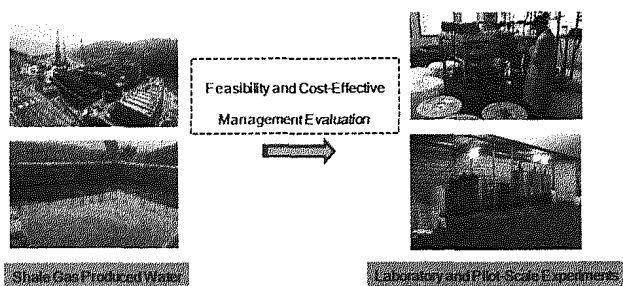 Feasibility and Cost-Effective
Management Evaluation
Shale Gas Produced Water
Laboratory and Pilot-Scale Experiments